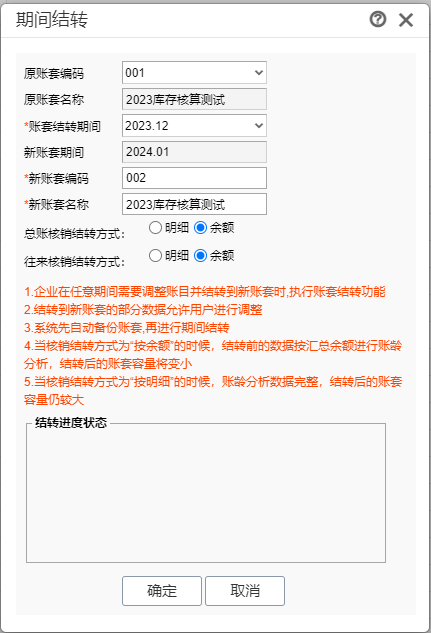 期间结转
原账套编码 001
原账套名称 2023库存核算测试
*账套结转期间 2023.12
新账套期间 2024.01
*新账套编码 002
*新账套名称 2023库存核算测试
总账核销结转方式: 明细 余额
往来核销结转方式: 明细 余额
1.企业在任意期间需要调整账目并结转到新账套时,执行账套结转功能
2.结转到新账套的部分数据允许用户进行调整
3.系统先自动备份账套,再进行期间结转
4.当核销结转方式为“按余额”的时候，结转前的数据按汇总余额进行账龄
分析，结转后的账套容量将变小
5.当核销结转方式为“按明细”的时候，账龄分析数据完整，结转后的账套
容量仍较大
结转进度状态
确定 取消